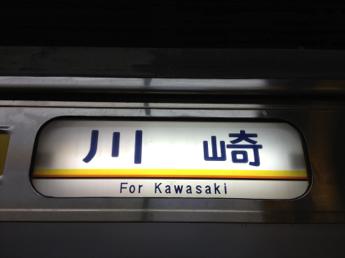 川崎
For Kawasaki